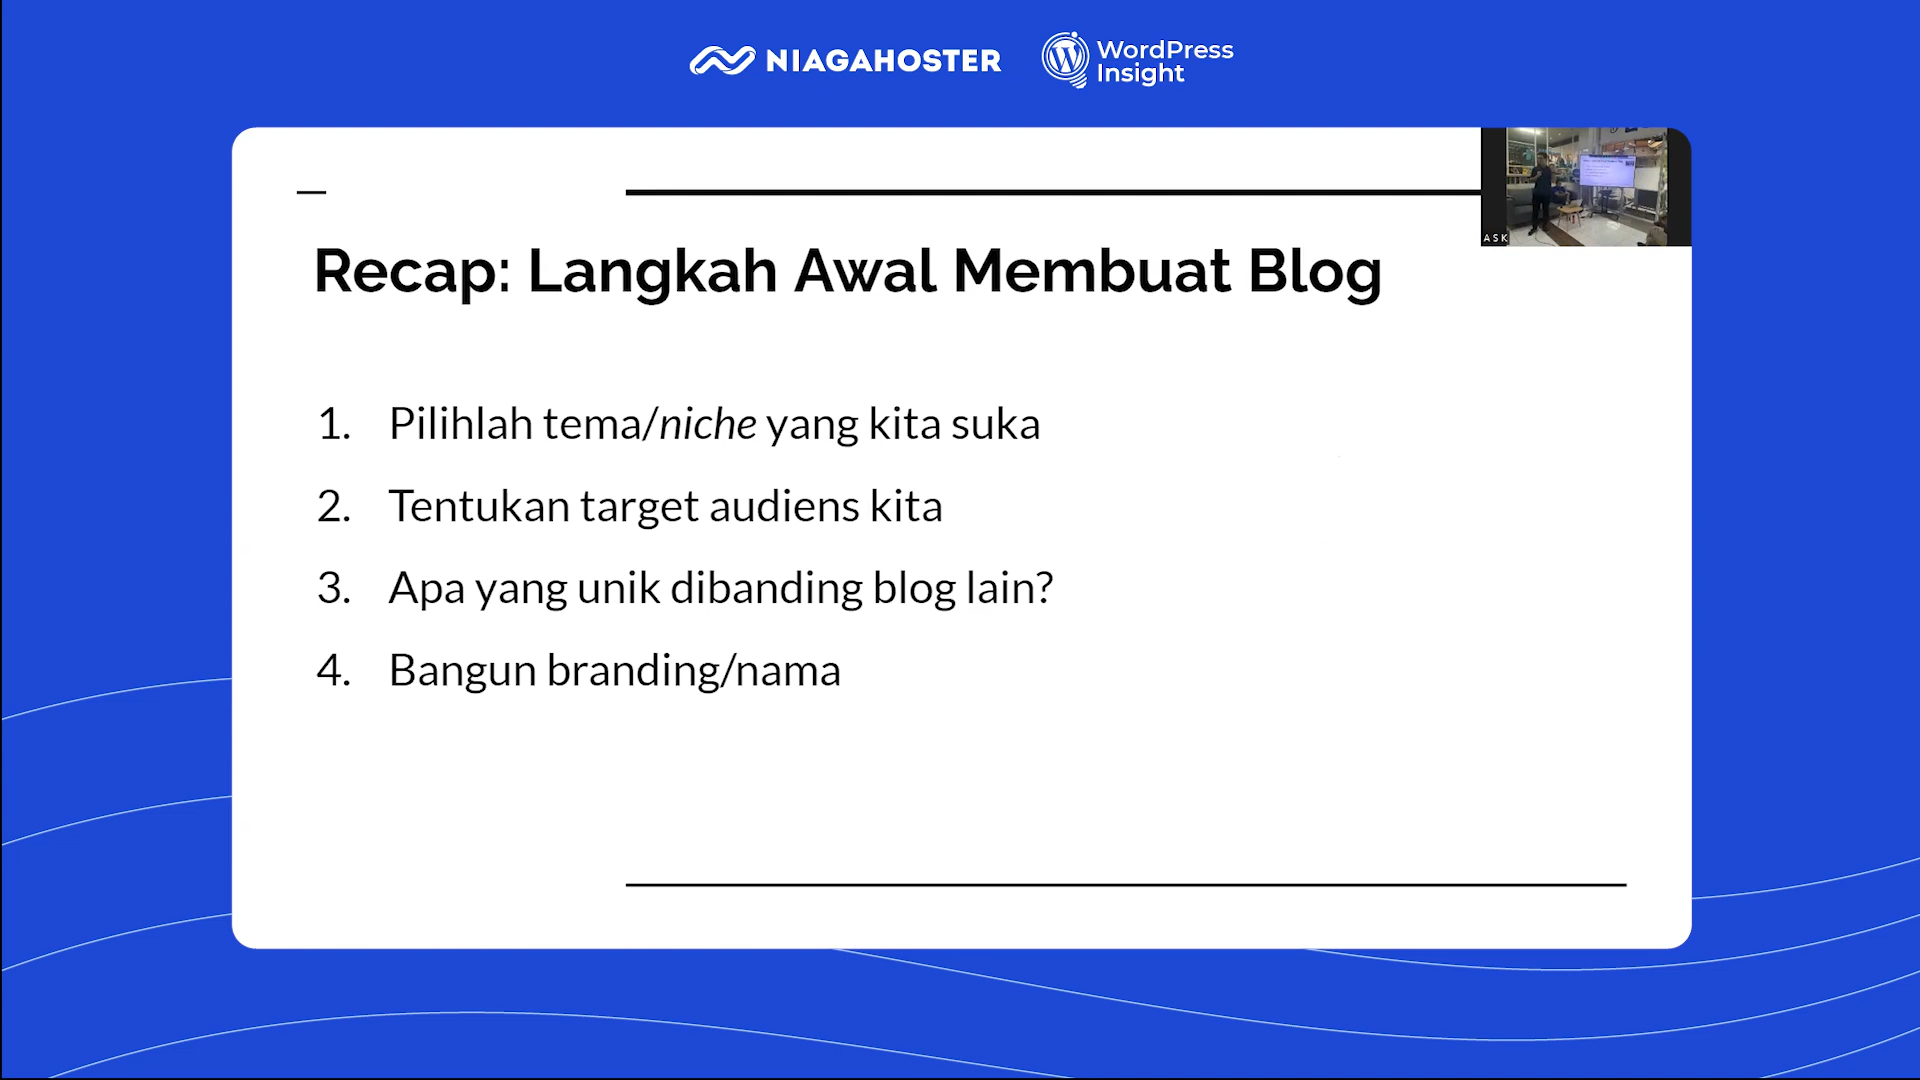 NIAGAHOSTER
WordPress
Insight
ASK
Recap: Langkah Awal Membuat Blog
1. Pilihlah tema/niche yang kita suka
2. Tentukan target audiens kita
3. Apa yang unik dibanding blog lain?
4. Bangun branding/nama